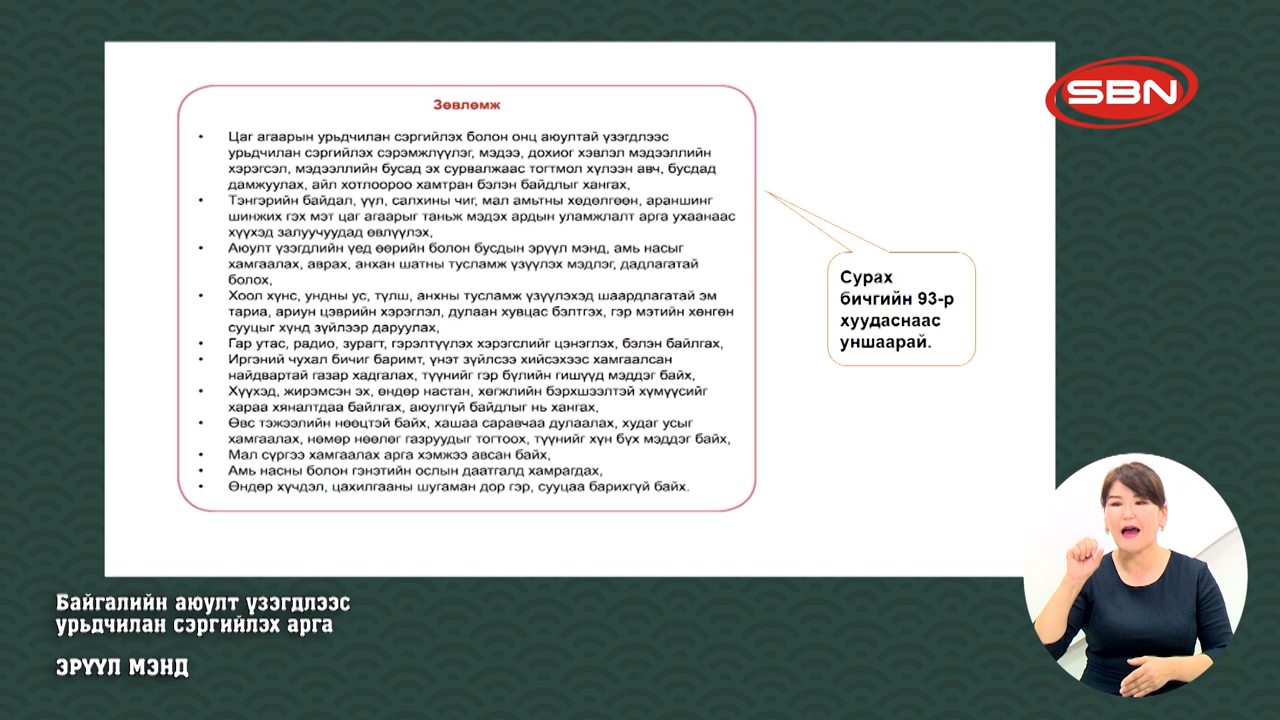 SBN
Зөвлөмж
• Цаг агаарын урьдчилан сэргийлэх болон онц аюултай үзэгдлээс
урьдчилан сэргийлэх сэрэмжлүүлэг, мэдээ, дохиог хэвлэл мэдээллийн
хэрэгсэл, мэдээллийн бусад эх сурвалжаас тогтмол хүлээн авч, бусдад
дамжуулах, айл хотлоороо хамтран бэлэн байдлыг хангах,
• Тэнгэрийн байдал, үүл, салхины чиг, мал амьтны хөдөлгөөн, араншинг
шинжих гэх мэт цаг агаарыг таньж мэдэх ардын уламжлалт арга ухаанаас
хүүхэд залуучуудад өвлүүлэх,
• Аюулт үзэгдлийн үед өөрийн болон бусдын эрүүл мэнд, амь насыг
хамгаалах, аврах, анхан шатны тусламж үзүүлэх мэдлэг, дадлагатай
болох,
• Хоол хүнс, ундны ус, түлш, анхны тусламж үзүүлэхэд шаардлагатай эм
тариа, ариун цэврийн хэрэглэл, дулаан хувцас бэлтгэх, гэр мэтийн хөнгөн
сууцыг хүнд зүйлээр даруулах,
• Гар утас, радио, зурагт, гэрэлтүүлэх хэрэгслийг цэнэглэх, бэлэн байлгах,
• Иргэний чухал бичиг баримт, үнэт зүйлсээ хийсэхээс хамгаалсан
найдвартай газар хадгалах, түүнийг гэр бүлийн гишүүд мэддэг байх,
• Хүүхэд, жирэмсэн эх, өндөр настан, хөгжлийн бэрхшээлтэй хүмүүсийг
хараа хяналтдаа байлгах, аюулгүй байдлыг нь хангах,
• Өвс тэжээлийн нөөцтэй байх, хашаа саравчаа дулаалах, худаг усыг
хамгаалах, нөмөр нөөлөг газруудыг тогтоох, түүнийг хүн бүх мэддэг байх,
• Мал сүргээ хамгаалах арга хэмжээ авсан байх,
• Амь насны болон гэнэтийн ослын даатгалд хамрагдах,
• Өндөр хүчдэл, цахилгааны шугаман дор гэр, сууцаа барихгүй байх.
Сурах
бичгийн 93-р
хуудаснаас
уншаарай.
Байгалийн аюулт үзэгдлээс
урьдчилан сэргийлэх арга
ЭРҮҮЛ МЭНД